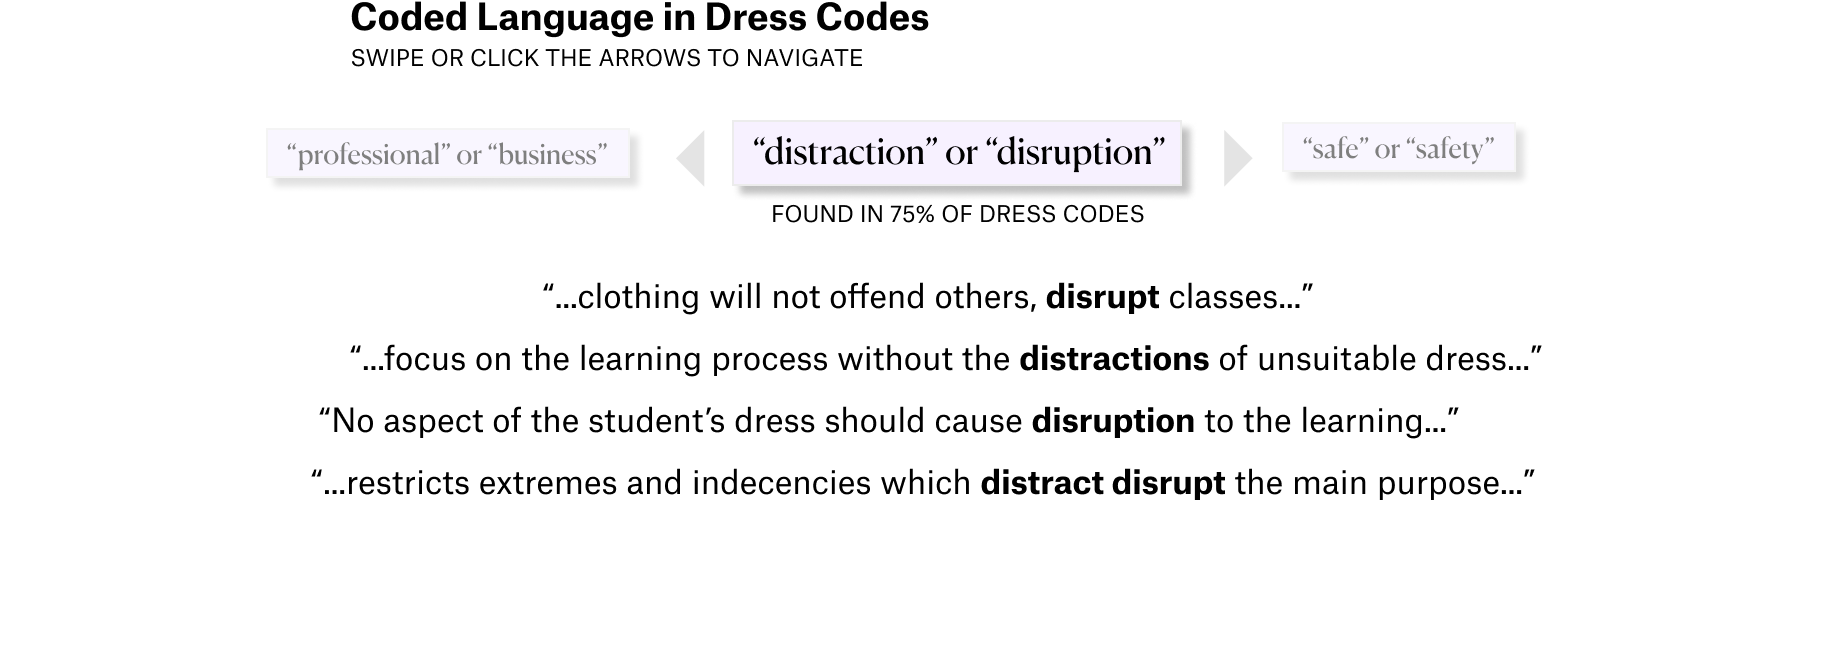 Coded Language in Dress Codes
SWIPE OR CLICK THE ARROWS TO NAVIGATE
“professional” or “business”
“distraction” or “disruption”
“safe” or “safety”
FOUND IN 75% OF DRESS CODES
“...clothing will not offend others, disrupt classes...”
“...focus on the learning process without the distractions of unsuitable dress...”
“No aspect of the student’s dress should cause disruption to the learning...”
“...restricts extremes and indecencies which distract disrupt the main purpose...”